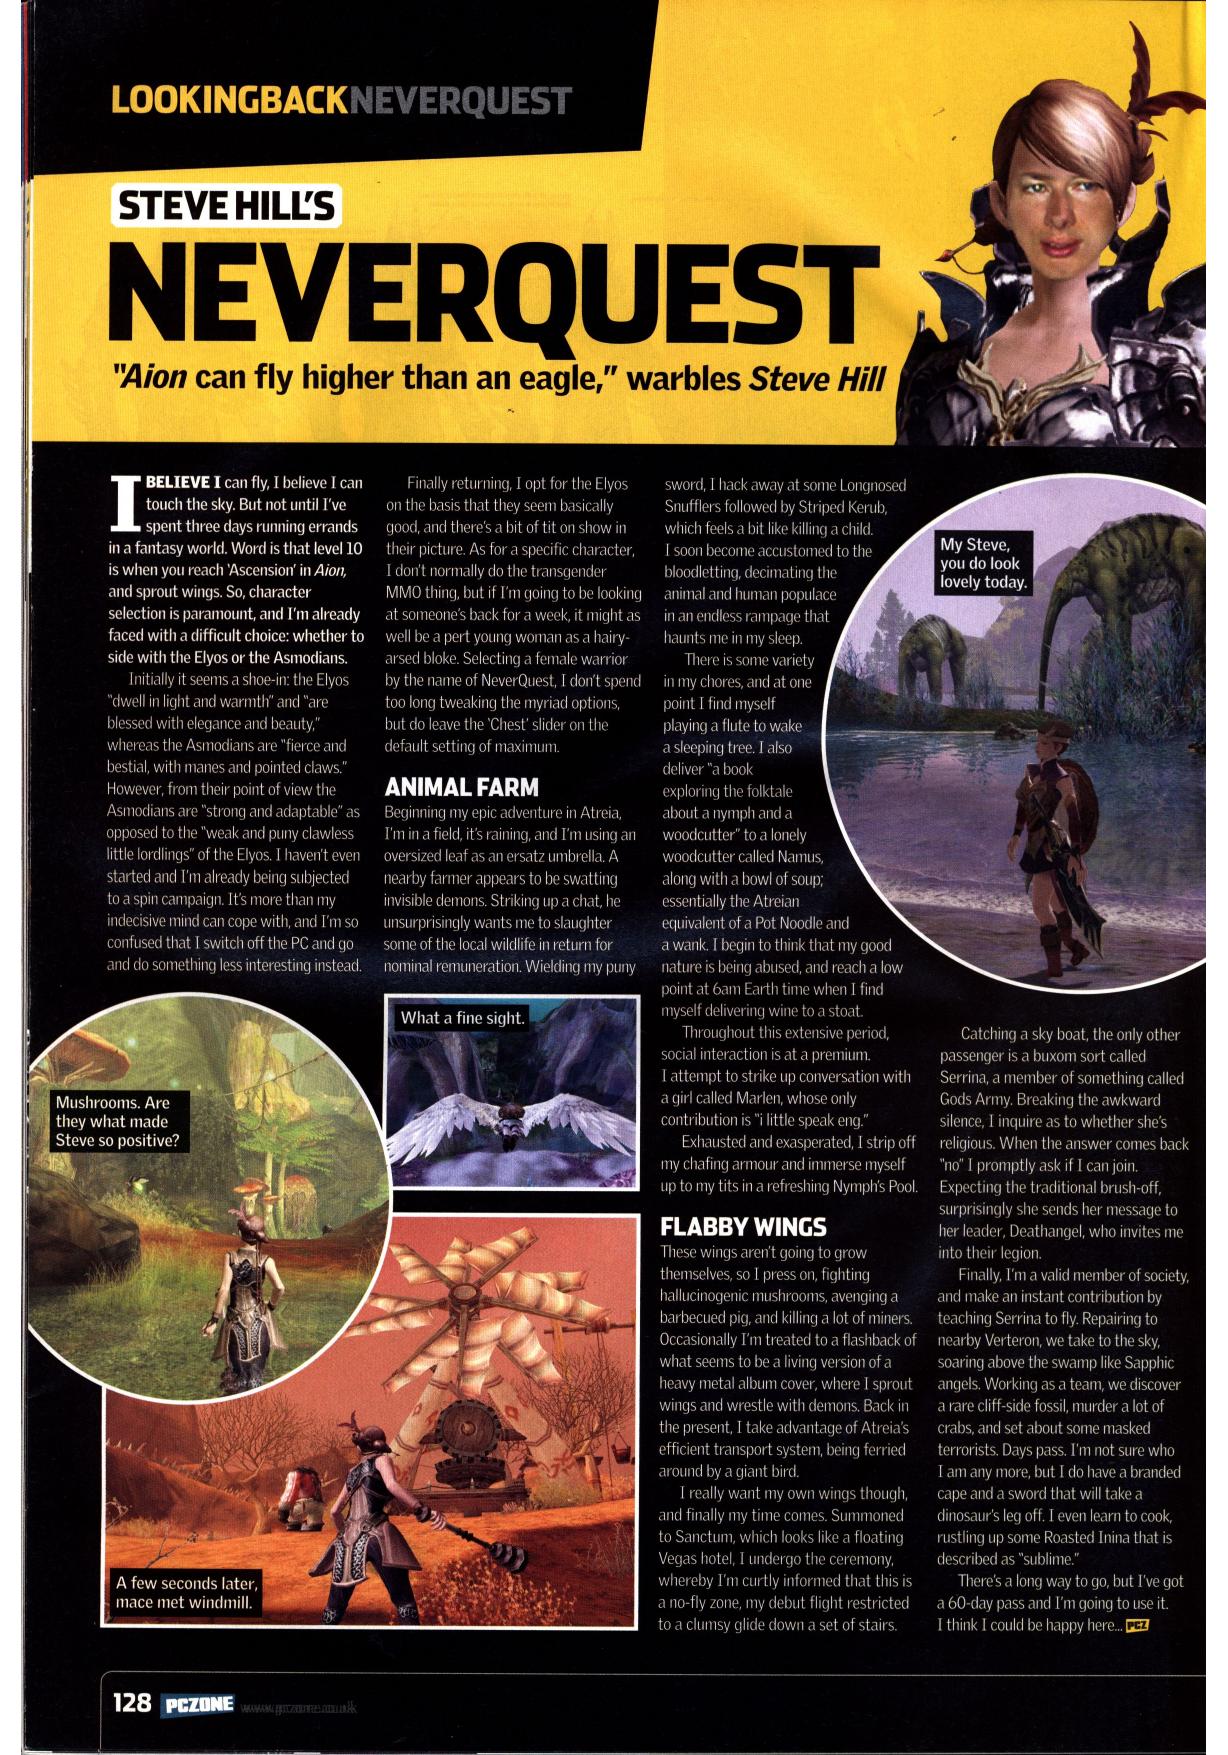 LOOKINGBACKNEVERQUEST
STEVE HILL'S
NEVERQUEST
"Aion can fly higher than an eagle," warbles Steve Hill
I BELIEVE I can fly, I believe I can
touch the sky. But not until I've
spent three days running errands
in a fantasy world. Word is that level 10
is when you reach 'Ascension' in Aion,
and sprout wings. So, character
selection is paramount, and I'm already
faced with a difficult choice: whether to
side with the Elyos or the Asmodians.
Initially it seems a shoe-in: the Elyos
"dwell in light and warmth" and "are
blessed with elegance and beauty,"
whereas the Asmodians are "fierce and
bestial, with manes and pointed claws."
However, from their point of view the
Asmodians are "strong and adaptable" as
opposed to the "weak and puny clawless
little lordlings" of the Elyos. I haven't even
started and I'm already being subjected
to a spin campaign. It's more than my
indecisive mind can cope with, and I'm so
confused that I switch off the PC and go
and do something less interesting instead.
Finally returning, I opt for the Elyos
on the basis that they seem basically
good, and there's a bit of tit on show in
their picture. As for a specific character,
I don't normally do the transgender
MMO thing, but if I'm going to be looking
at someone's back for a week, it might as
well be a pert young woman as a hairy-
arsed bloke. Selecting a female warrior
by the name of NeverQuest, I don't spend
too long tweaking the myriad options,
but do leave the 'Chest' slider on the
default setting of maximum.
ANIMAL FARM
Beginning my epic adventure in Atreia,
I'm in a field, it's raining, and I'm using an
oversized leaf as an ersatz umbrella. A
nearby farmer appears to be swatting
invisible demons. Striking up a chat, he
unsurprisingly wants me to slaughter
some of the local wildlife in return for
nominal remuneration. Wielding my puny
sword, I hack away at some Longnosed
Snufflers followed by Striped Kerub,
which feels a bit like killing a child.
I soon become accustomed to the
bloodletting, decimating the
animal and human populace
in an endless rampage that
haunts me in my sleep.
There is some variety
in my chores, and at one
point I find myself
playing a flute to wake
a sleeping tree. I also
deliver "a book
exploring the folktale
about a nymph and a
woodcutter" to a lonely
woodcutter called Namus,
along with a bowl of soup;
essentially the Atreian
equivalent of a Pot Noodle and
a wank. I begin to think that my good
nature is being abused, and reach a low
point at 6am Earth time when I find
myself delivering wine to a stoat.
Throughout this extensive period,
social interaction is at a premium.
I attempt to strike up conversation with
a girl called Marlen, whose only
contribution is "i little speak eng."
Exhausted and exasperated, I strip off
my chafing armour and immerse myself
up to my tits in a refreshing Nymph's Pool.
FLABBY WINGS
These wings aren't going to grow
themselves, so I press on, fighting
hallucinogenic mushrooms, avenging a
barbecued pig, and killing a lot of miners.
Occasionally I'm treated to a flashback of
what seems to be a living version of a
heavy metal album cover, where I sprout
wings and wrestle with demons. Back in
the present, I take advantage of Atreia's
efficient transport system, being ferried
around by a giant bird.
I really want my own wings though,
and finally my time comes. Summoned
to Sanctum, which looks like a floating
Vegas hotel, I undergo the ceremony,
whereby I'm curtly informed that this is
a no-fly zone, my debut flight restricted
to a clumsy glide down a set of stairs.
Catching a sky boat, the only other
passenger is a buxom sort called
Serrina, a member of something called
Gods Army. Breaking the awkward
silence, I inquire as to whether she's
religious. When the answer comes back
"no" I promptly ask if I can join.
Expecting the traditional brush-off,
surprisingly she sends her message to
her leader, Deathangel, who invites me
into their legion.
Finally, I'm a valid member of society,
and make an instant contribution by
teaching Serrina to fly. Repairing to
nearby Verteron, we take to the sky,
soaring above the swamp like Sapphic
angels. Working as a team, we discover
a rare cliff-side fossil, murder a lot of
crabs, and set about some masked
terrorists. Days pass. I'm not sure who
I am any more, but I do have a branded
cape and a sword that will take a
dinosaur's leg off. I even learn to cook,
rustling up some Roasted Inina that is
described as "sublime."
There's a long way to go, but I've got
a 60-day pass and I'm going to use it.
I think I could be happy here... PCZ
My Steve,
you do look
lovely today.
What a fine sight.
Mushrooms. Are
they what made
Steve so positive?
A few seconds later,
mace met windmill.
128 PCZONE www.pczone.co.uk